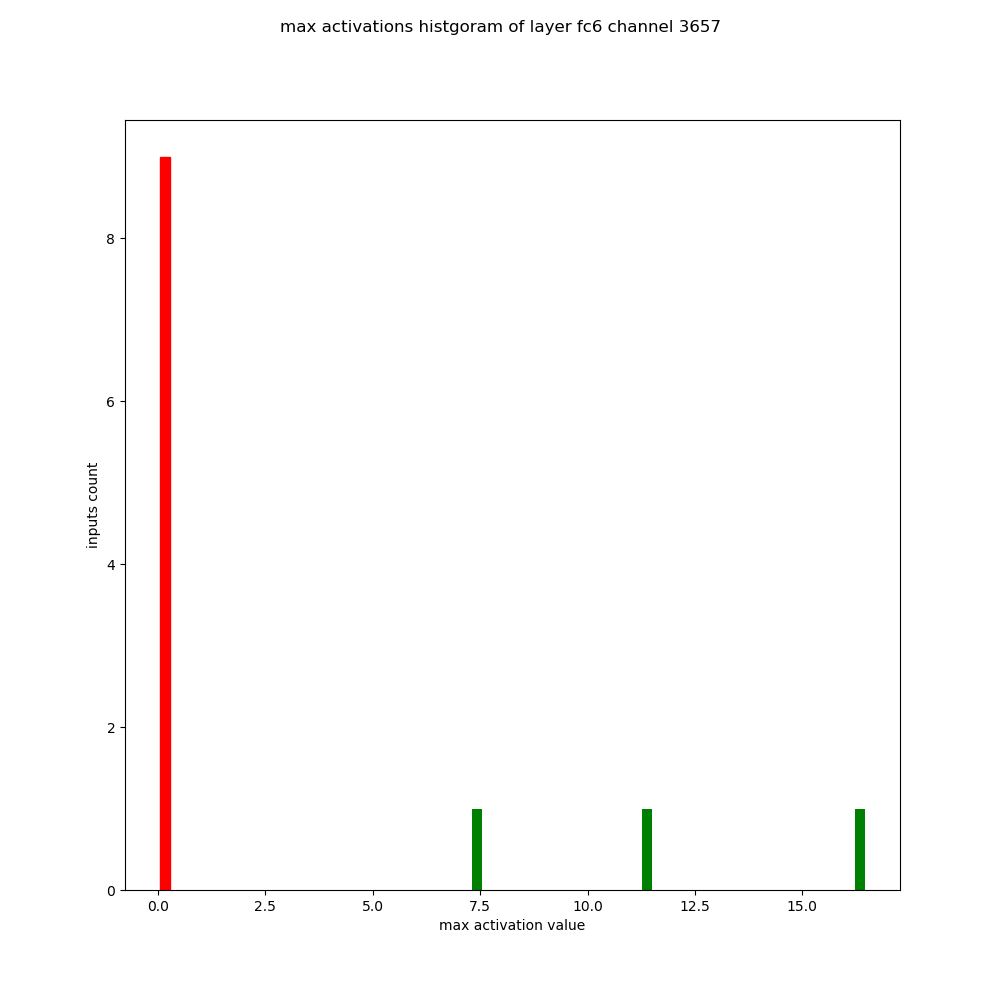 max activations histgoram of layer fc6 channel 3657
8
6
4
2
0
inputs count
0.0 2.5 5.0 7.5 10.0 12.5 15.0
max activation value